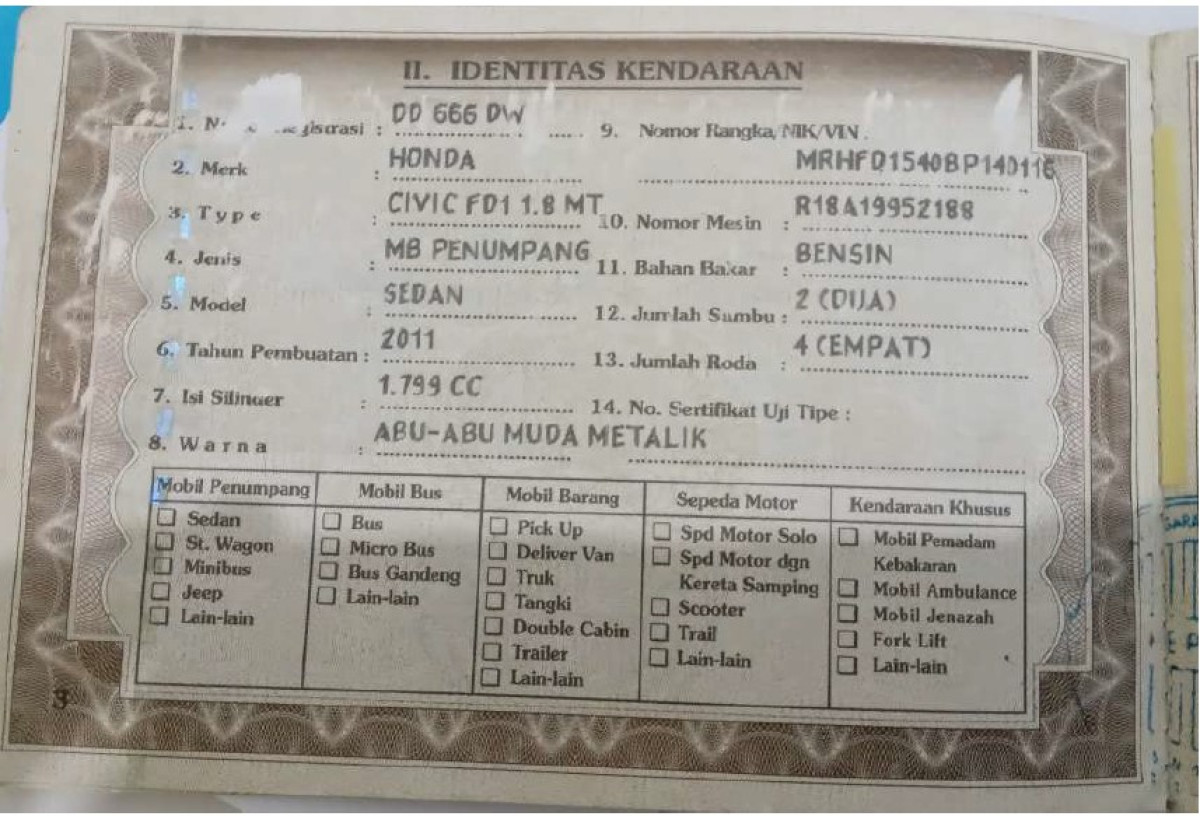 II. IDENTITAS KENDARAAN
1. N gistrasi : DD 666 DW
2. Merk : HONDA
3. Type : CIVIC FD1 1.8 MT
4. Jenis : MB PENUMPANG
5. Model : SEDAN
6. Tahun Pembuatan : 2011
7. Isi Silinder : 1.799 CC
8. Warna : ABU-ABU MUDA METALIK
9. Nomor Rangka/NIK/VIN :
MRHFD1540BP140116
10. Nomor Mesin : R18A19952188
11. Bahan Bakar : BENSIN
12. Jumlah Sumbu : 2 (DUA)
13. Jumlah Roda : 4 (EMPAT)
14. No. Sertifikat Uji Tipe :
Mobil Penumpang
Sedan
St. Wagon
Minibus
Jeep
Lain-lain
Mobil Bus
Bus
Micro Bus
Bus Gandeng
Lain-lain
Mobil Barang
Pick Up
Deliver Van
Truk
Tangki
Double Cabin
Trailer
Lain-lain
Sepeda Motor
Spd Motor Solo
Spd Motor dgn
Kereta Samping
Scooter
Trail
Lain-lain
Kendaraan Khusus
Mobil Pemadam
Kebakaran
Mobil Ambulance
Mobil Jenazah
Fork Lift
Lain-lain
3